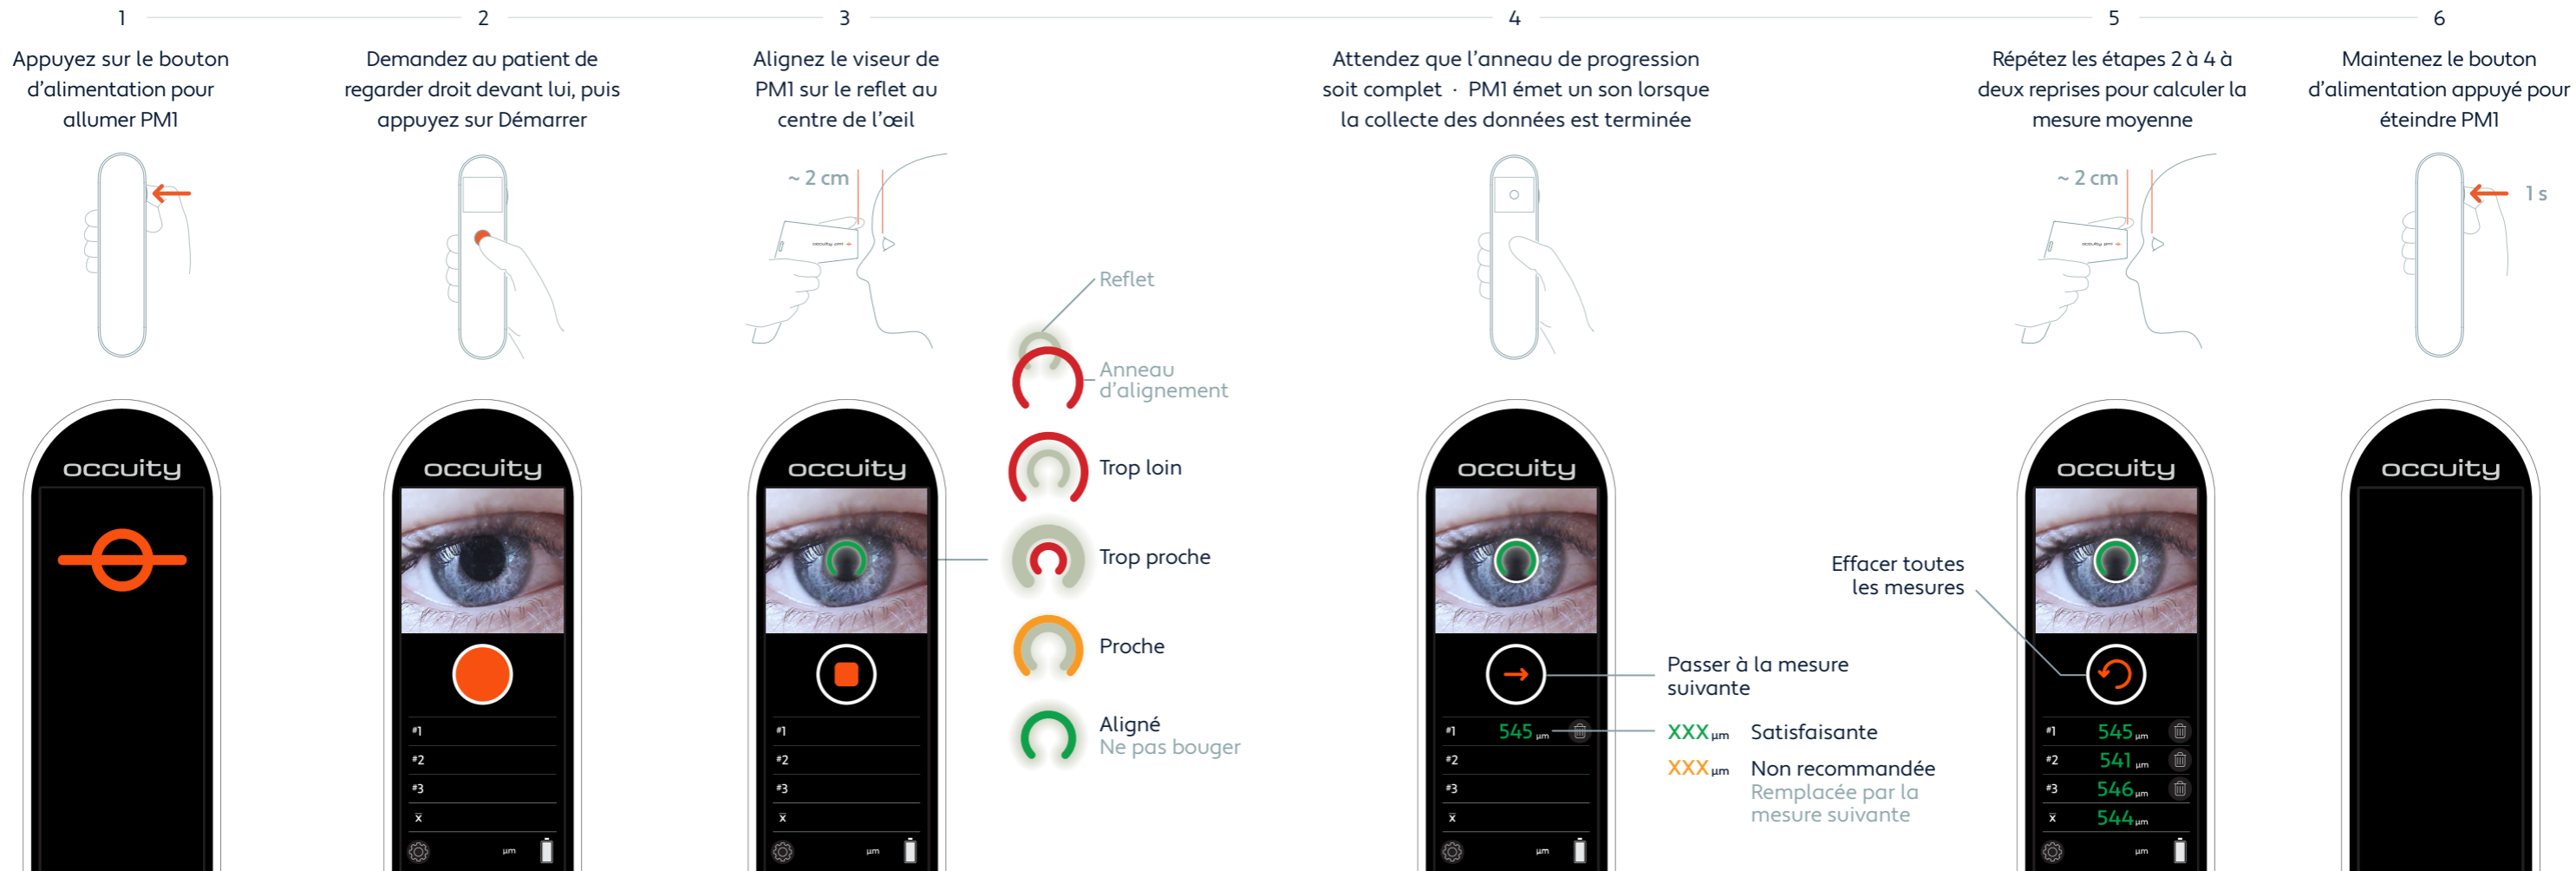 1
Appuyez sur le bouton
d'alimentation pour
allumer PM1
occuity
2
Demandez au patient de
regarder droit devant lui, puis
appuyez sur Démarrer
occuity
#1
#2
#3
x̄
µm
3
Alignez le viseur de
PM1 sur le reflet au
centre de l'œil
~ 2 cm
occuity
occuity
#1
#2
#3
x̄
µm
Reflet
Anneau
d'alignement
Trop loin
Trop proche
Proche
Aligné
Ne pas bouger
4
Attendez que l'anneau de progression
soit complet · PM1 émet un son lorsque
la collecte des données est terminée
occuity
#1 545 µm
#2
#3
x̄
µm
Passer à la mesure
suivante
XXX µm Satisfaisante
XXX µm Non recommandée
Remplacée par la
mesure suivante
5
Répétez les étapes 2 à 4 à
deux reprises pour calculer la
mesure moyenne
~ 2 cm
occuity
Effacer toutes
les mesures
occuity
#1 545 µm
#2 541 µm
#3 546 µm
x̄ 544 µm
µm
6
Maintenez le bouton
d'alimentation appuyé pour
éteindre PM1
1 s
occuity